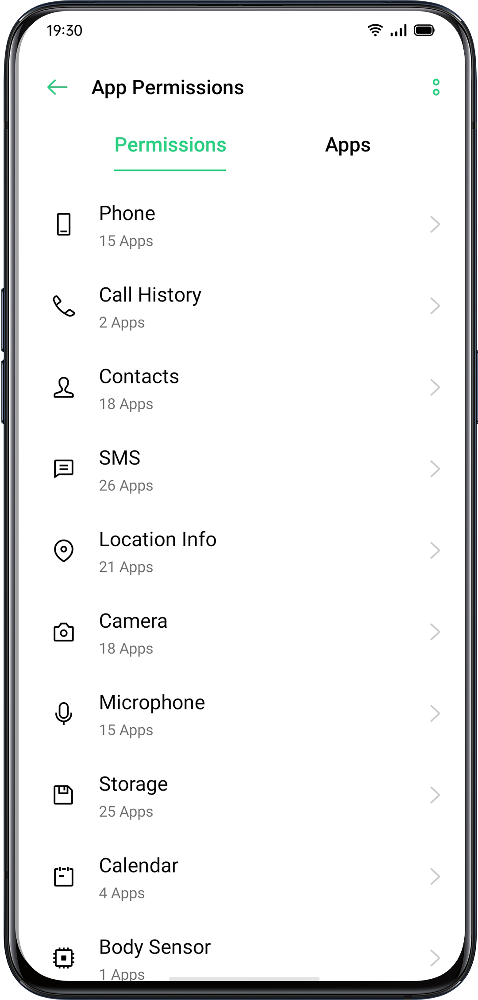 19:30
App Permissions
Permissions Apps
Phone
15 Apps
Call History
2 Apps
Contacts
18 Apps
SMS
26 Apps
Location Info
21 Apps
Camera
18 Apps
Microphone
15 Apps
Storage
25 Apps
Calendar
4 Apps
Body Sensor
1 Apps